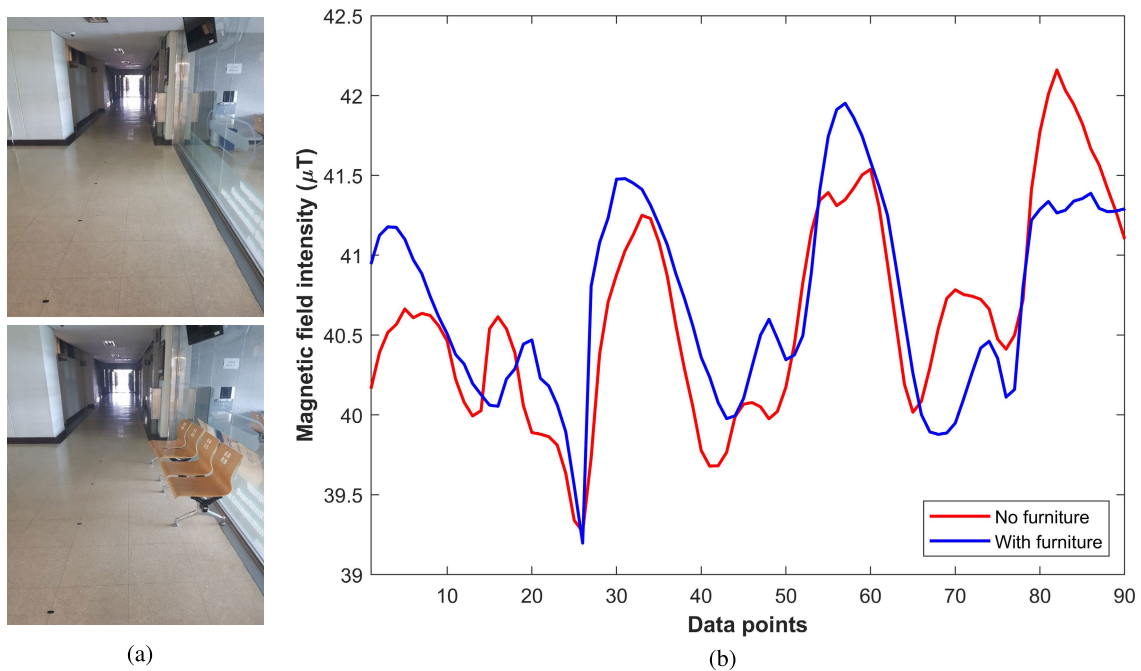 42.5
42
41.5
41
40.5
40
39.5
39
Magnetic field intensity (μT)
10 20 30 40 50 60 70 80 90
Data points
No furniture
With furniture
(a)
(b)